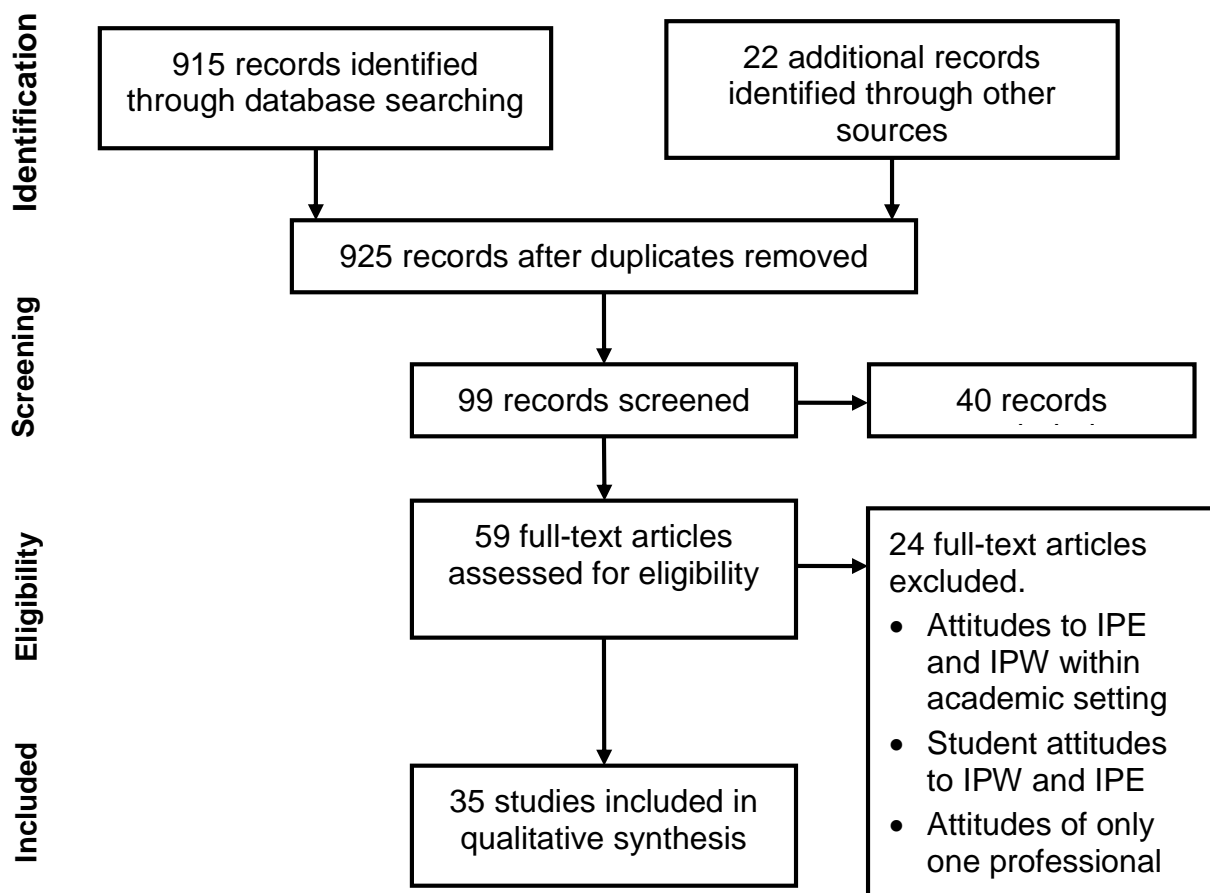 Identification
915 records identified
through database searching
22 additional records
identified through other
sources
925 records after duplicates removed
Screening
99 records screened
40 records
Eligibility
59 full-text articles
assessed for eligibility
24 full-text articles
excluded.
• Attitudes to IPE
and IPW within
academic setting
• Student attitudes
to IPW and IPE
• Attitudes of only
one professional
Included
35 studies included in
qualitative synthesis